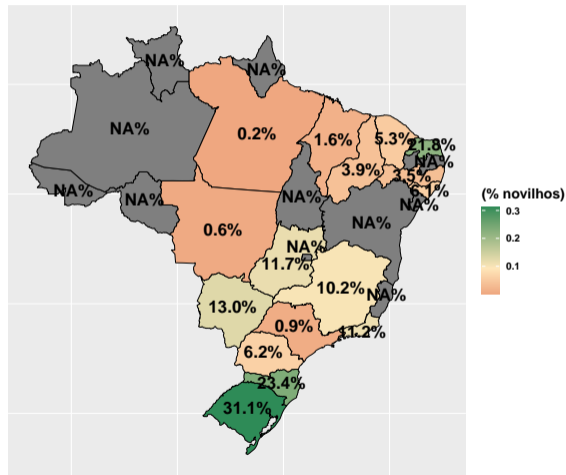 NA%
NA%
NA%
0.2%
1.6%
5.3%
21.8%
NA%
3.9%
3.5%
6.1%
NA%
NA%
NA%
NA%
NA%
0.6%
NA%
11.7%
10.2%
NA%
13.0%
0.9%
11.2%
6.2%
23.4%
31.1%
(% novilhos)
0.3
0.2
0.1